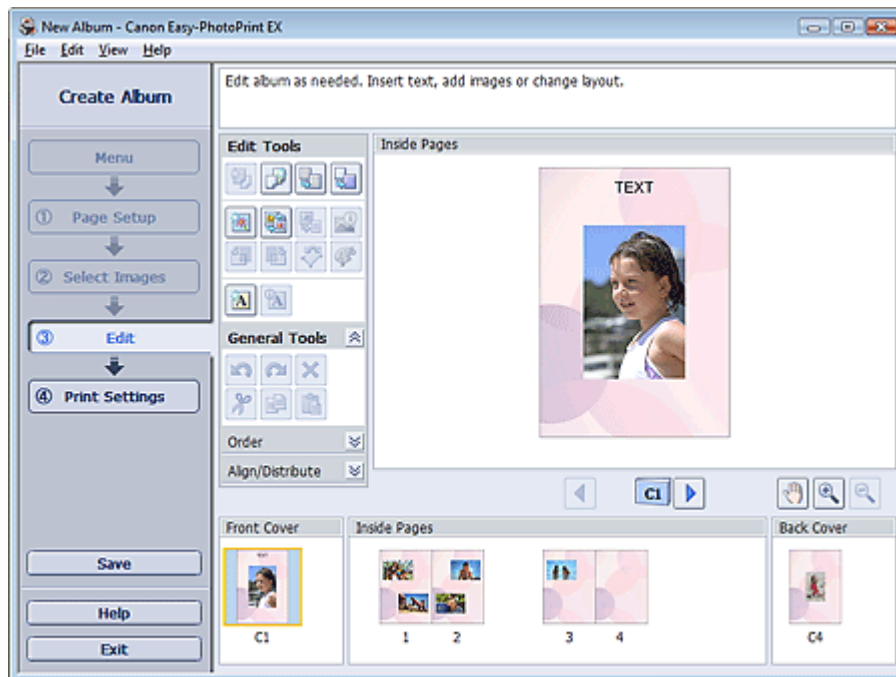 New Album - Canon Easy-PhotoPrint EX
File Edit View Help
Create Album
Edit album as needed. Insert text, add images or change layout.
Menu
① Page Setup
② Select Images
③ Edit
④ Print Settings
Save
Help
Exit
Edit Tools
A A
General Tools
Order
Align/Distribute
Inside Pages
TEXT
C1
Front Cover
TEXT
C1
Inside Pages
1 2 3 4
Back Cover
C4